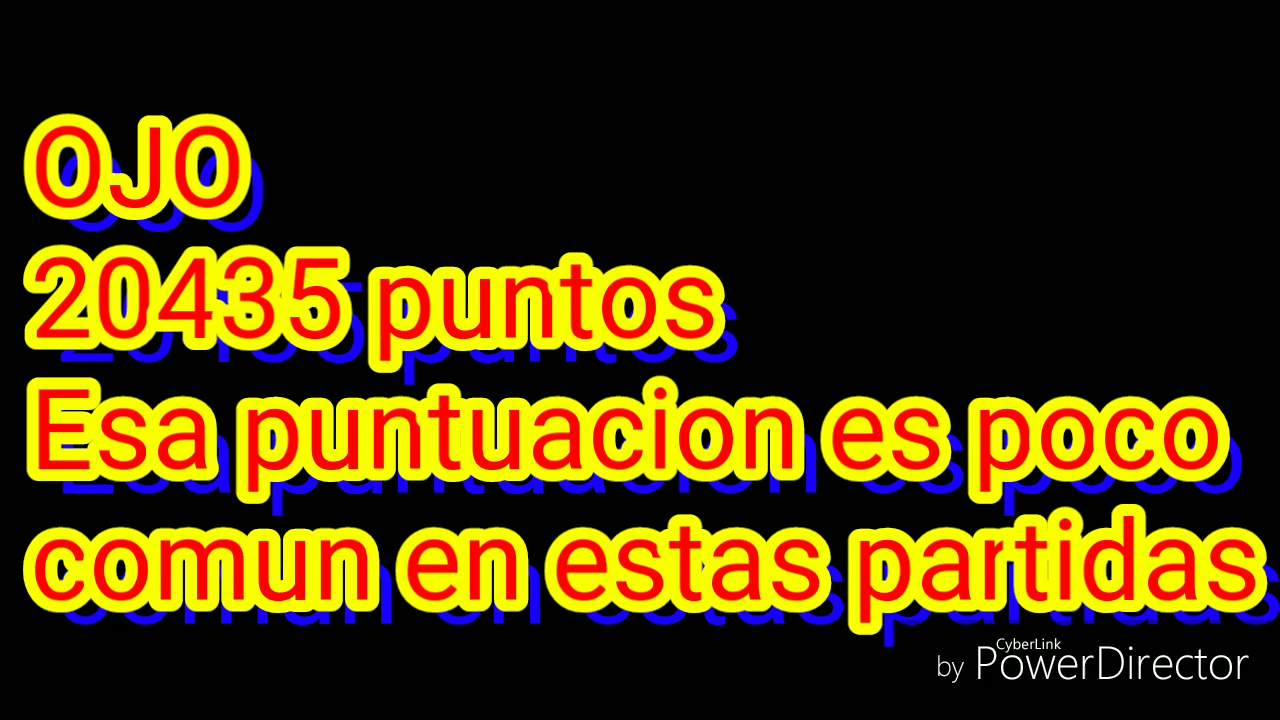 OJO
20435 puntos
Esa puntuacion es poco
comun en estas partidas
CyberLink
by PowerDirector